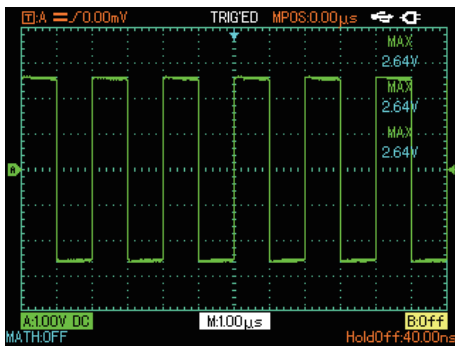 T:A 0.00mV TRIG'ED MPOS:0.00µs
MAX
2.64V
MAX
2.64V
MAX
2.64V
A
A:1.00V DC M:1.00µs B:Off
MATH:OFF HoldOff:40.00ns